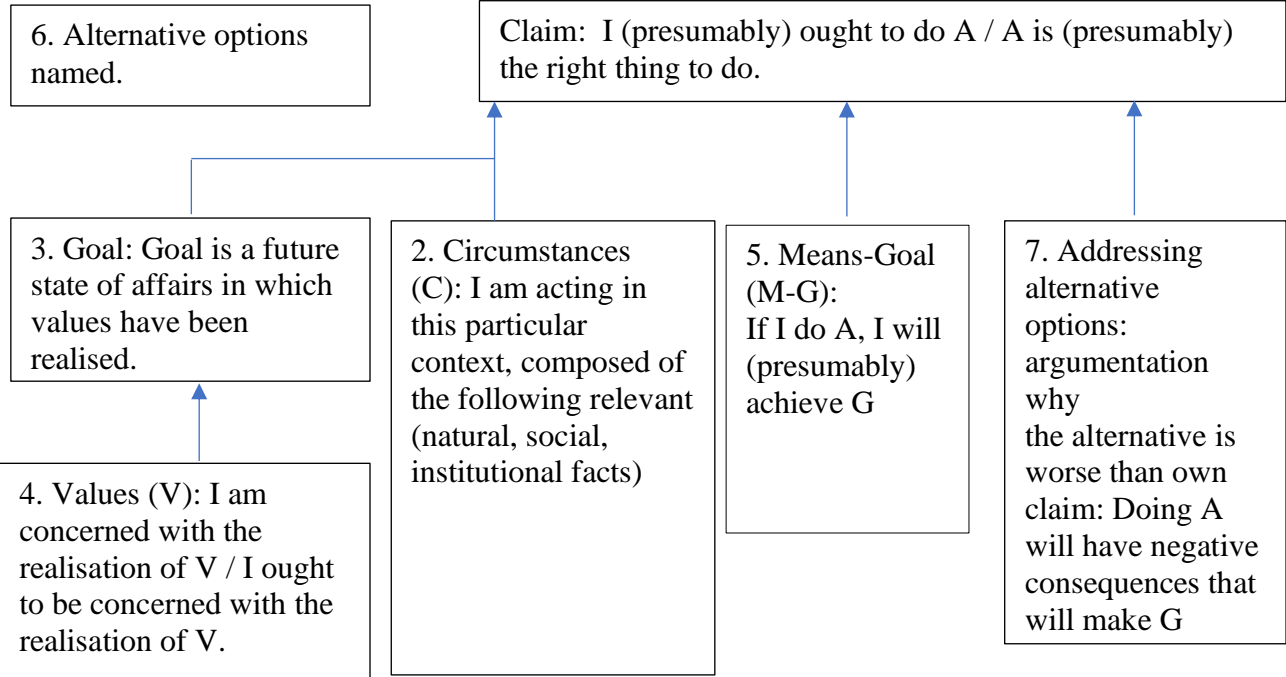 6. Alternative options
named.
Claim: I (presumably) ought to do A / A is (presumably)
the right thing to do.
3. Goal: Goal is a future
state of affairs in which
values have been
realised.
2. Circumstances
(C): I am acting in
this particular
context, composed of
the following relevant
(natural, social,
institutional facts)
5. Means-Goal
(M-G):
If I do A, I will
(presumably)
achieve G
7. Addressing
alternative
options:
argumentation
why
the alternative is
worse than own
claim: Doing A
will have negative
consequences that
will make G
4. Values (V): I am
concerned with the
realisation of V / I ought
to be concerned with the
realisation of V.